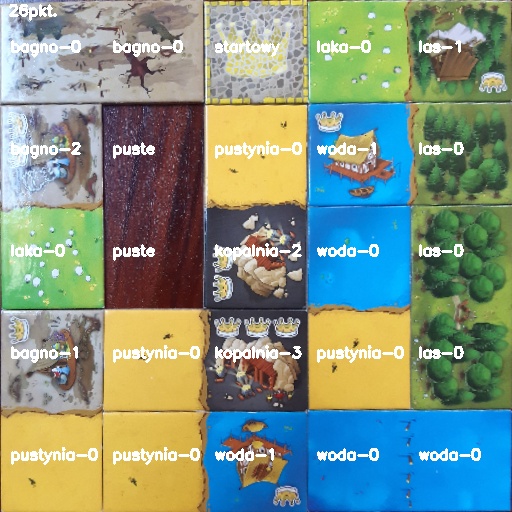 26pkt.
bagno-0 bagno-0 startowy laka-0 las-1
bagno-2 puste pustynia-0 woda-1 las-0
laka-0 puste kopalnia-2 woda-0 las-0
bagno-1 pustynia-0 kopalnia-3 pustynia-0 las-0
pustynia-0 pustynia-0 woda-1 woda-0 woda-0